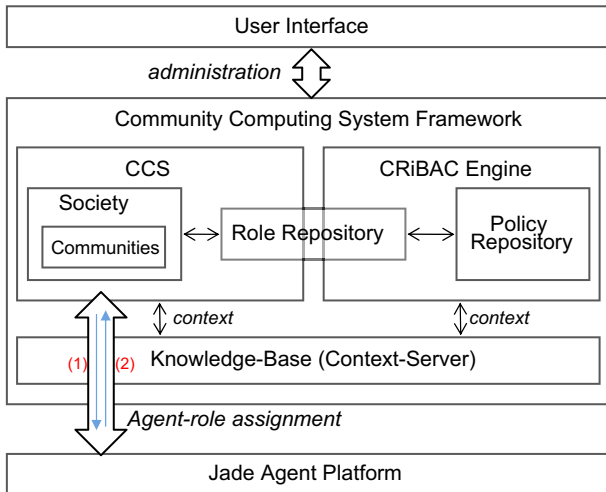 User Interface
administration
Community Computing System Framework
CCS
CRiBAC Engine
Society
Communities
Role Repository
Policy
Repository
context
context
(1)
(2)
Knowledge-Base (Context-Server)
Agent-role assignment
Jade Agent Platform